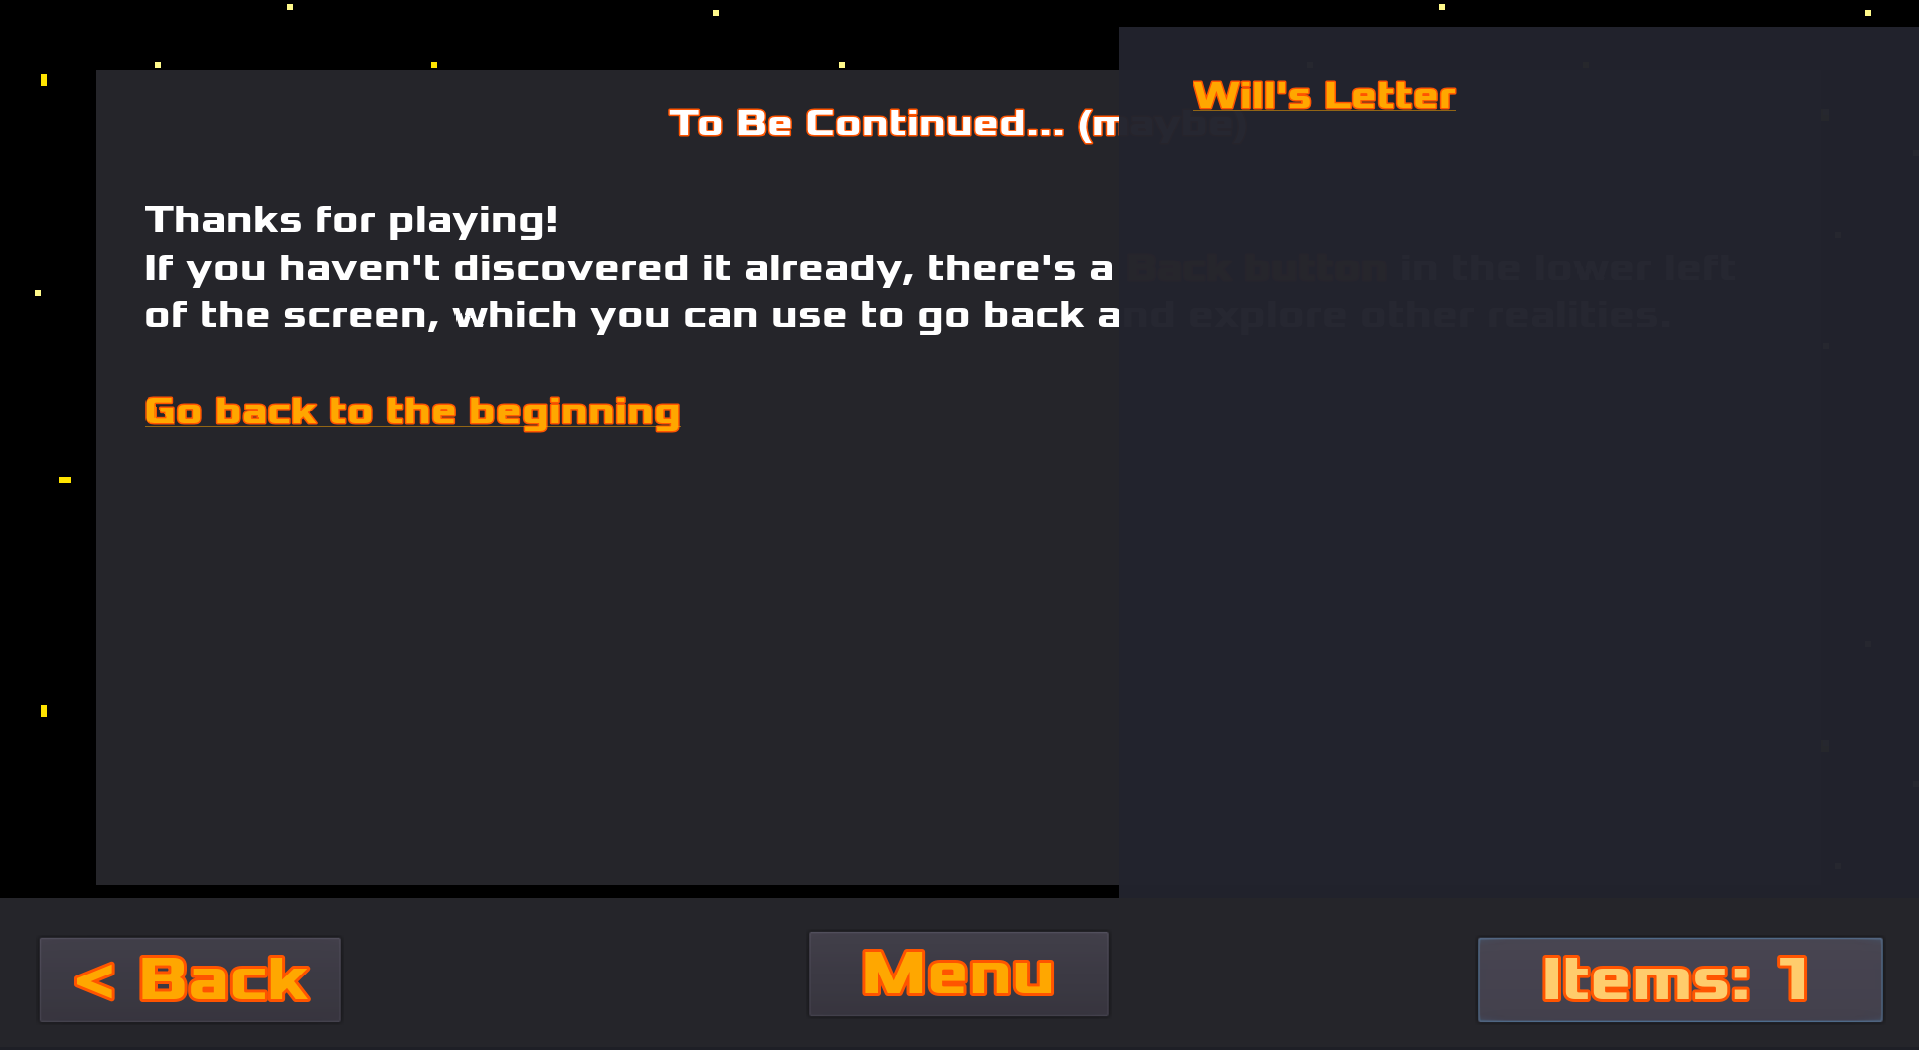 To Be Continued... (maybe)
Will's Letter
Thanks for playing!
If you haven't discovered it already, there's a Back button in the lower left
of the screen, which you can use to go back and explore other realities.
Go back to the beginning
< Back
Menu
Items: 1